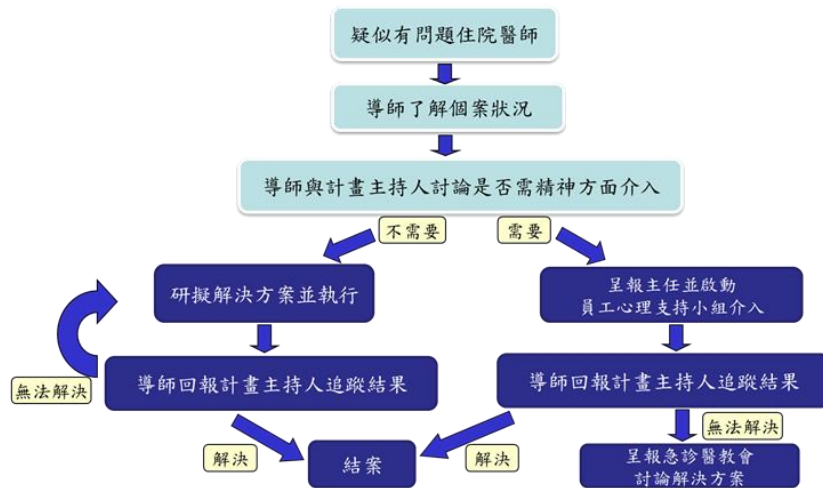 疑似有問題住院醫師
導師了解個案狀況
導師與計畫主持人討論是否需精神方面介入
不需要
需要
研擬解決方案並執行
呈報主任並啟動
員工心理支持小組介入
導師回報計畫主持人追蹤結果
導師回報計畫主持人追蹤結果
無法解決
無法解決
解決
結案
解決
呈報急診醫教會
討論解決方案